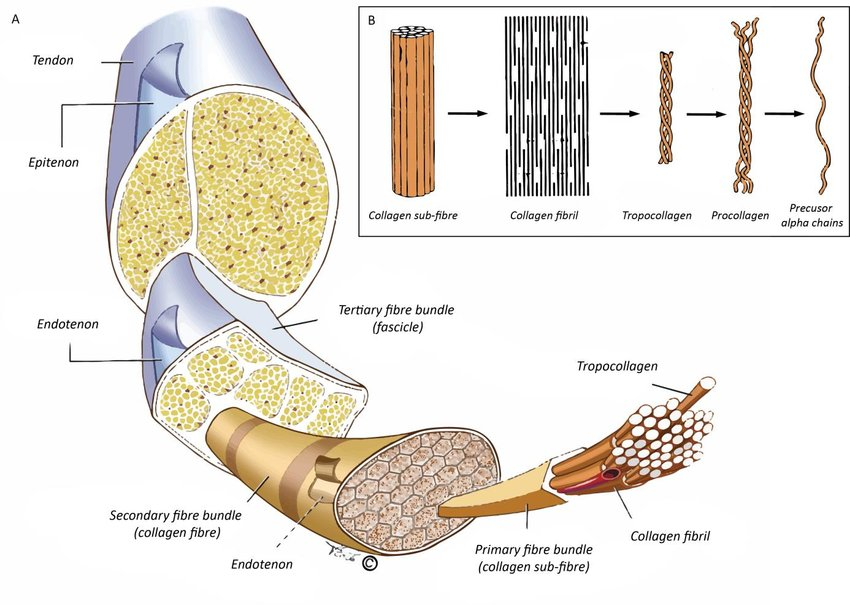 A
Tendon
Epitenon
Endotenon
Tertiary fibre bundle
(fascicle)
Tropocollagen
Secondary fibre bundle
(collagen fibre)
Endotenon
Primary fibre bundle
(collagen sub-fibre)
Collagen fibril
©
B
Collagen sub-fibre
Collagen fibril
Tropocollagen
Procollagen
Precusor
alpha chains